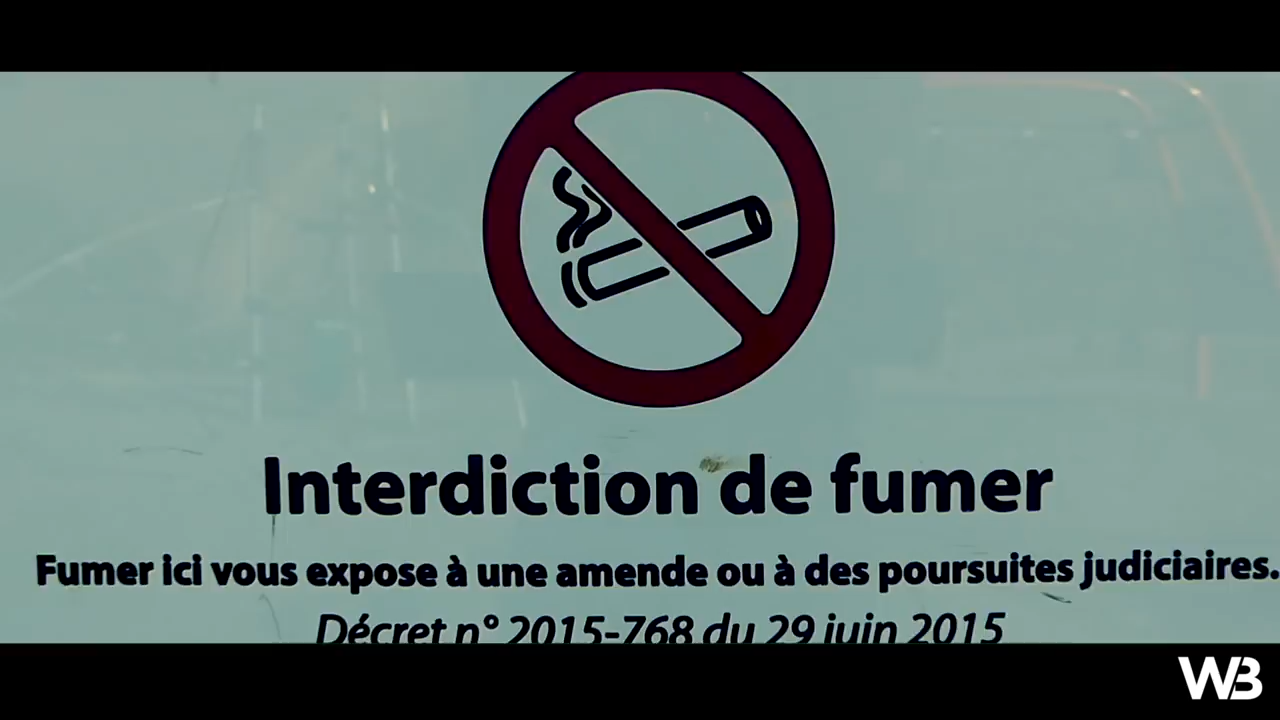 Interdiction de fumer
Fumer ici vous expose à une amende ou à des poursuites judiciaires.
Décret n° 2015-768 du 29 juin 2015
WB